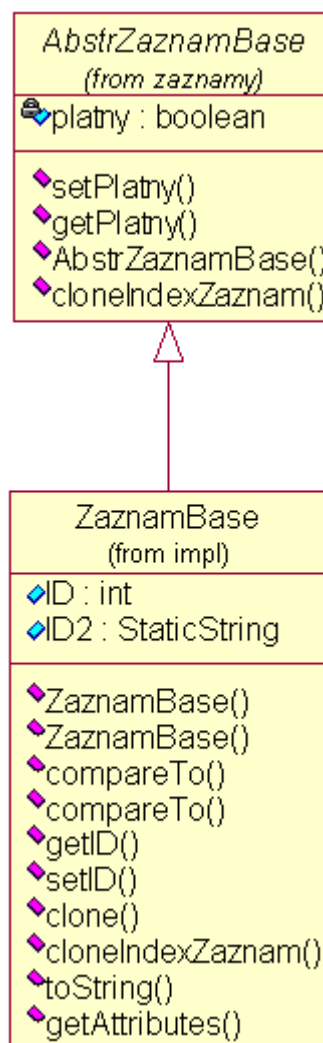 AbstrZaznamBase
(from zaznamy)
platny : boolean
setPlatny()
getPlatny()
AbstrZaznamBase()
cloneIndexZaznam()
ZaznamBase
(from impl)
ID : int
ID2 : StaticString
ZaznamBase()
ZaznamBase()
compareTo()
compareTo()
getID()
setID()
clone()
cloneIndexZaznam()
toString()
getAttributes()